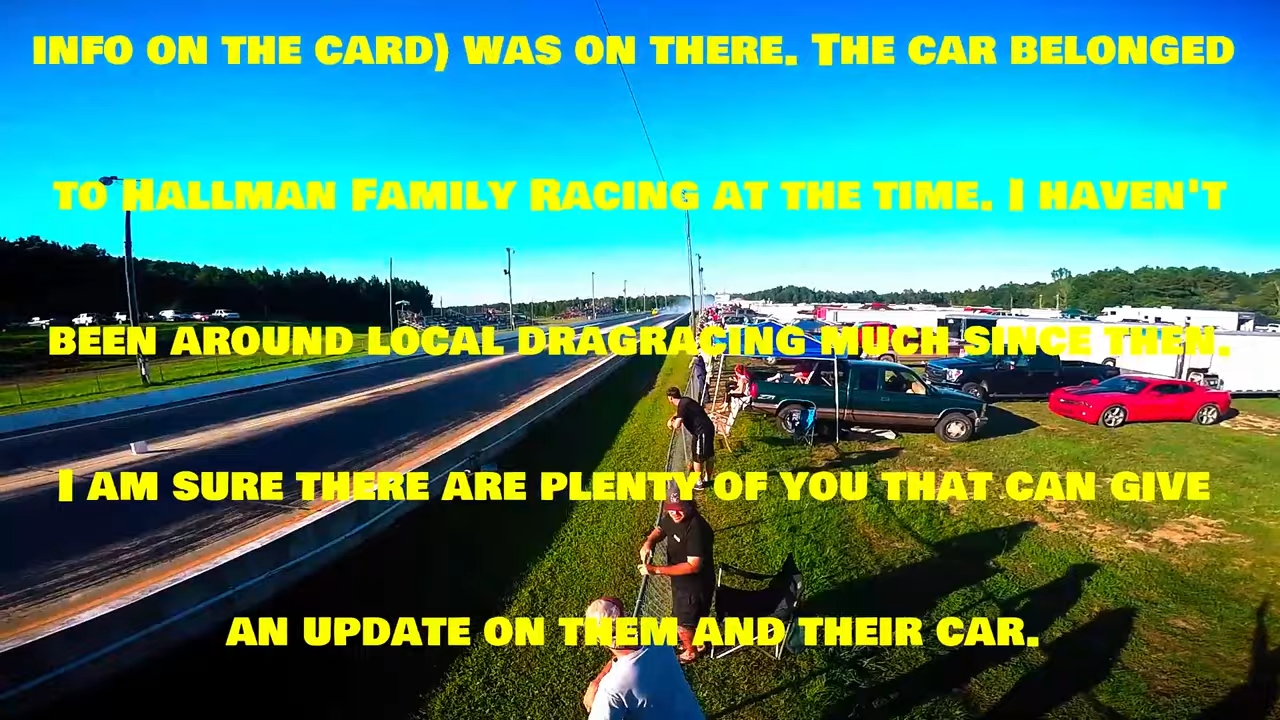 info on the card) was on there. The car belonged
to Hallman Family Racing at the time. I haven't
been around local dragracing much since then.
I am sure there are plenty of you that can give
an update on them and their car.